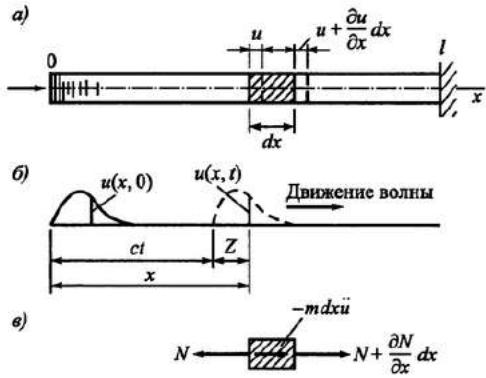 а)
u
u + ∂u/∂x dx
0
l
x
dx
б)
u(x, 0)
u(x, t)
Движение волны
ct
Z
x
в)
−mdxü
N
N + ∂N/∂x dx